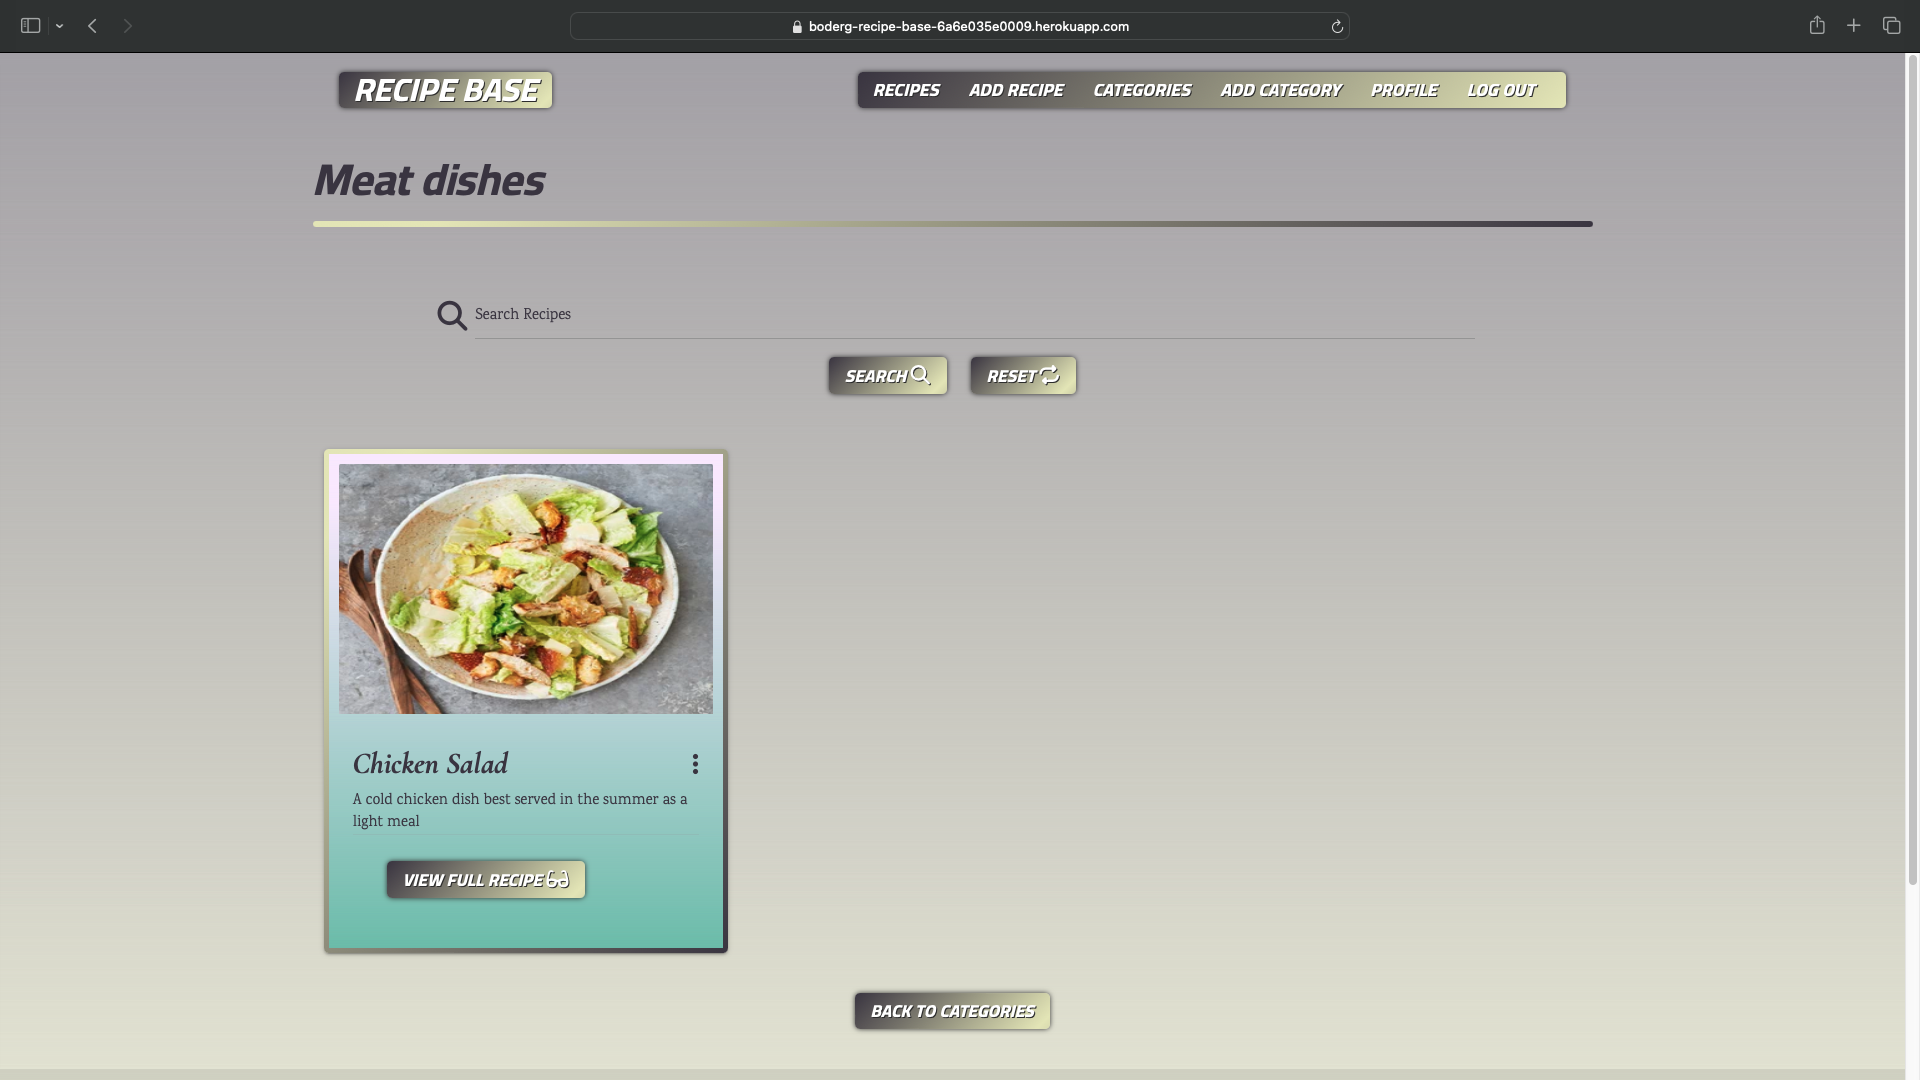 boderg-recipe-base-6a6e035e0009.herokuapp.com
RECIPE BASE
RECIPES ADD RECIPE CATEGORIES ADD CATEGORY PROFILE LOG OUT
Meat dishes
Search Recipes
SEARCH RESET
Chicken Salad
A cold chicken dish best served in the summer as a
light meal
VIEW FULL RECIPE
BACK TO CATEGORIES